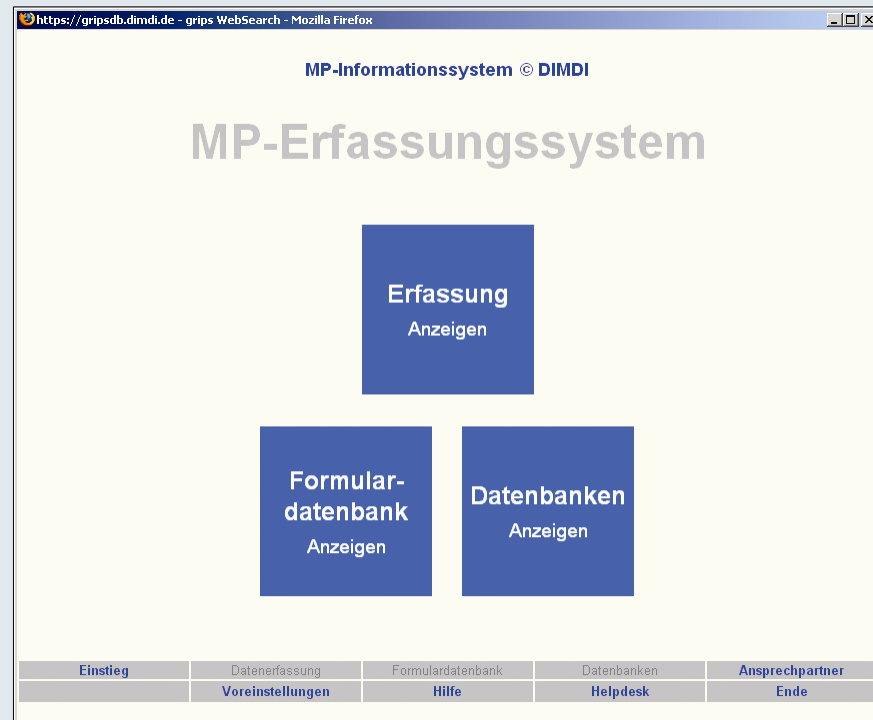 https://gripsdb.dimdi.de - grips WebSearch - Mozilla Firefox
MP-Informationssystem © DIMDI
MP-Erfassungssystem
Erfassung
Anzeigen
Formular-
datenbank
Anzeigen
Datenbanken
Anzeigen
Einstieg Datenerfassung Formulardatenbank Datenbanken Ansprechpartner
Voreinstellungen Hilfe Helpdesk Ende